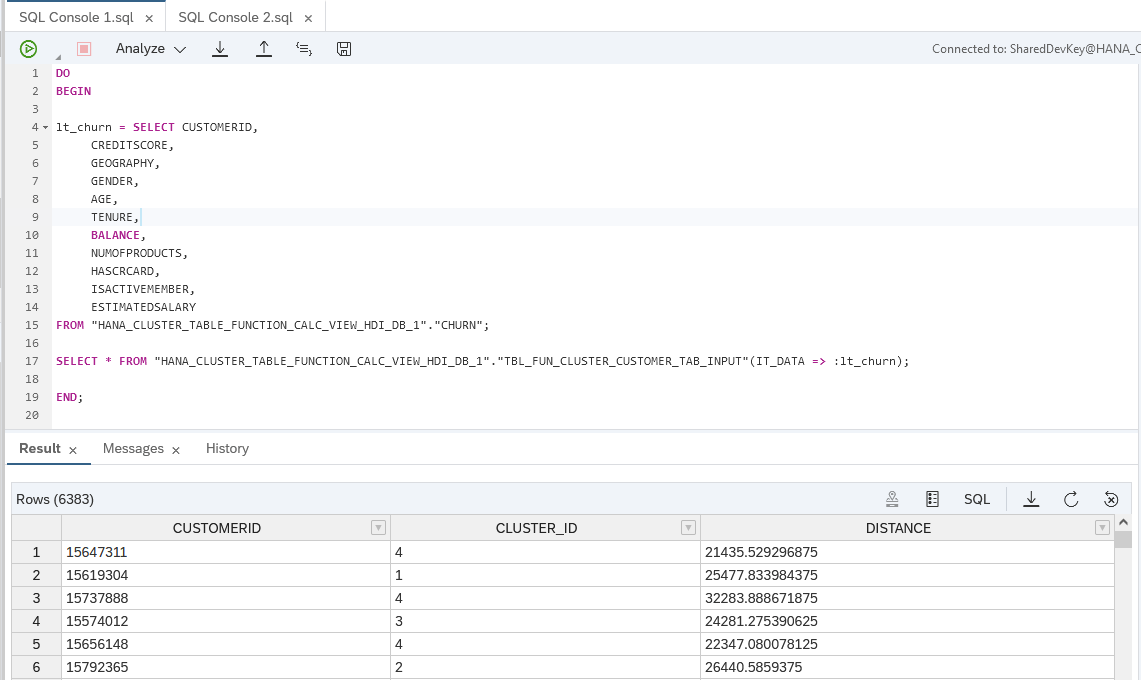 SQL Console 1.sql × SQL Console 2.sql ×
Analyze Connected to: SharedDevKey@HANA_C
1 DO
2 BEGIN
3
4 lt_churn = SELECT CUSTOMERID,
5 CREDITSCORE,
6 GEOGRAPHY,
7 GENDER,
8 AGE,
9 TENURE,
10 BALANCE,
11 NUMOFPRODUCTS,
12 HASCRCARD,
13 ISACTIVEMEMBER,
14 ESTIMATEDSALARY
15 FROM "HANA_CLUSTER_TABLE_FUNCTION_CALC_VIEW_HDI_DB_1"."CHURN";
16
17 SELECT * FROM "HANA_CLUSTER_TABLE_FUNCTION_CALC_VIEW_HDI_DB_1"."TBL_FUN_CLUSTER_CUSTOMER_TAB_INPUT"(IT_DATA => :lt_churn);
18
19 END;
20
Result × Messages × History
Rows (6383) SQL
CUSTOMERID CLUSTER_ID DISTANCE
1 15647311 4 21435.529296875
2 15619304 1 25477.833984375
3 15737888 4 32283.888671875
4 15574012 3 24281.275390625
5 15656148 4 22347.080078125
6 15792365 2 26440.5859375